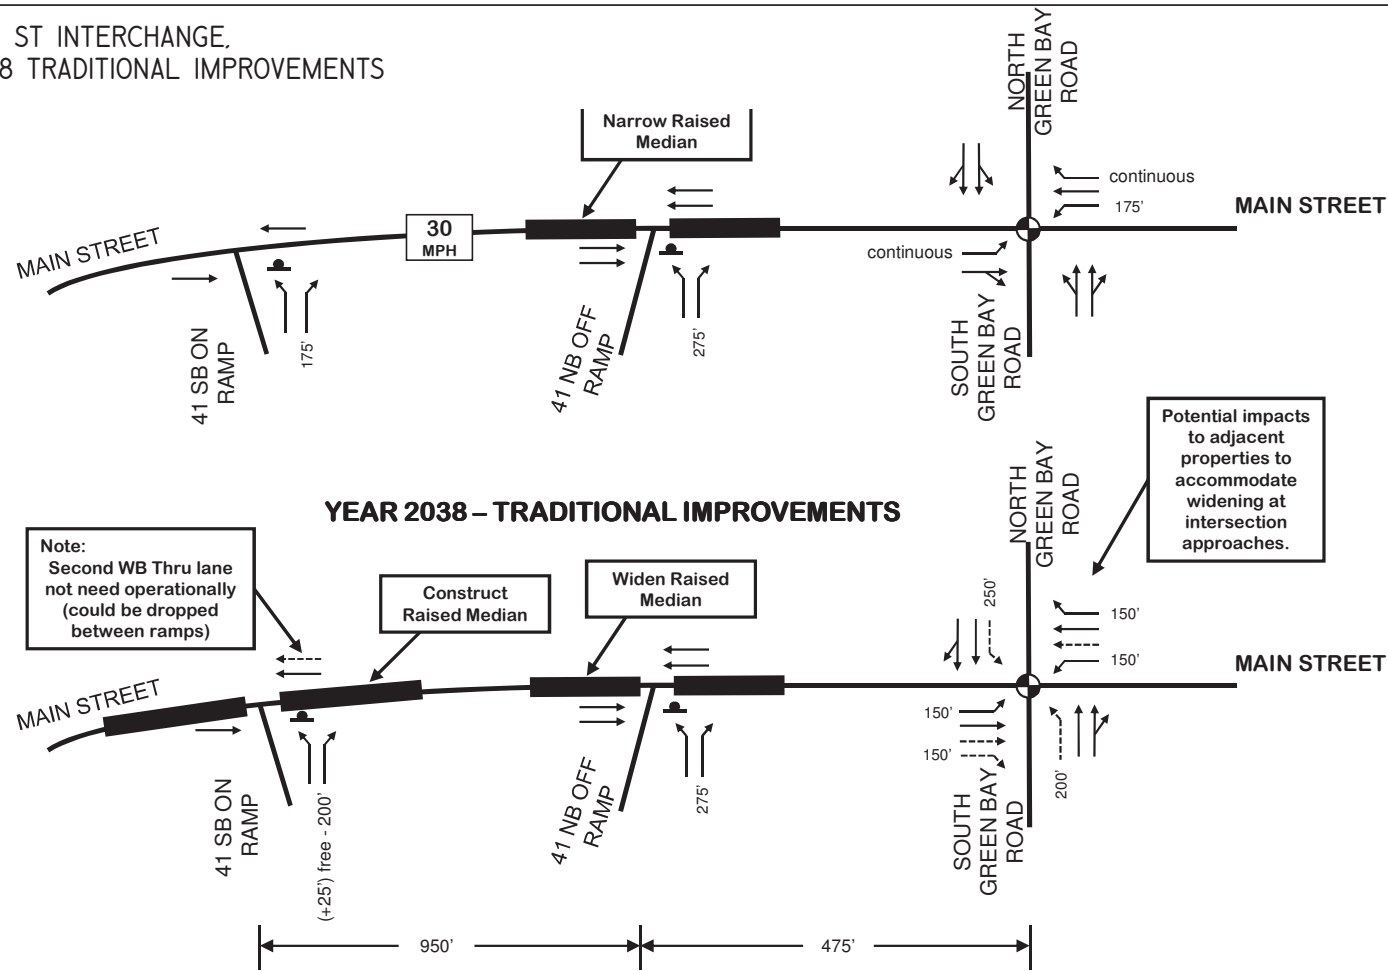 ST INTERCHANGE,
8 TRADITIONAL IMPROVEMENTS
NORTH
GREEN BAY
ROAD
Narrow Raised
Median
continuous
175'
MAIN STREET
30
MPH
MAIN STREET
continuous
41 SB ON
RAMP
175'
41 NB OFF
RAMP
275'
SOUTH
GREEN BAY
ROAD
Potential impacts
to adjacent
properties to
accommodate
widening at
intersection
approaches.
YEAR 2038 – TRADITIONAL IMPROVEMENTS
NORTH
GREEN BAY
ROAD
Note:
Second WB Thru lane
not need operationally
(could be dropped
between ramps)
Construct
Raised Median
Widen Raised
Median
250'
150'
150'
MAIN STREET
MAIN STREET
150'
150'
41 SB ON
RAMP
(+25') free - 200'
41 NB OFF
RAMP
275'
SOUTH
GREEN BAY
ROAD
200'
950'
475'